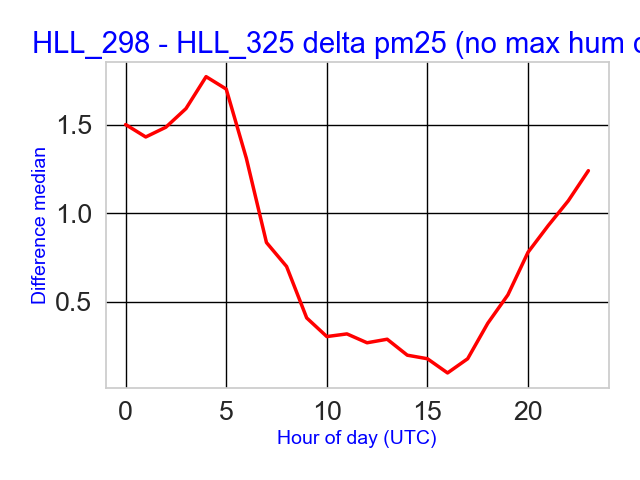 HLL_298 - HLL_325 delta pm25 (no max hum
Difference median
1.5
1.0
0.5
0 5 10 15 20
Hour of day (UTC)